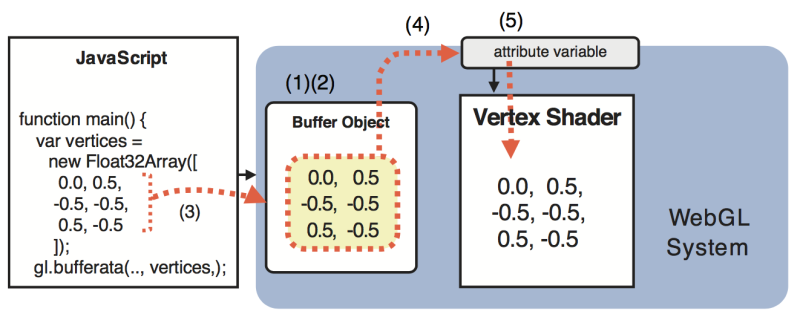 (5)
(4)
attribute variable
JavaScript
(1)(2)
Buffer Object
Vertex Shader
function main() {
var vertices =
new Float32Array([
0.0, 0.5,
-0.5, -0.5,
0.5, -0.5
]);
gl.bufferata(.., vertices,);
(3)
0.0, 0.5
-0.5, -0.5
0.5, -0.5
0.0, 0.5,
-0.5, -0.5,
0.5, -0.5
WebGL
System